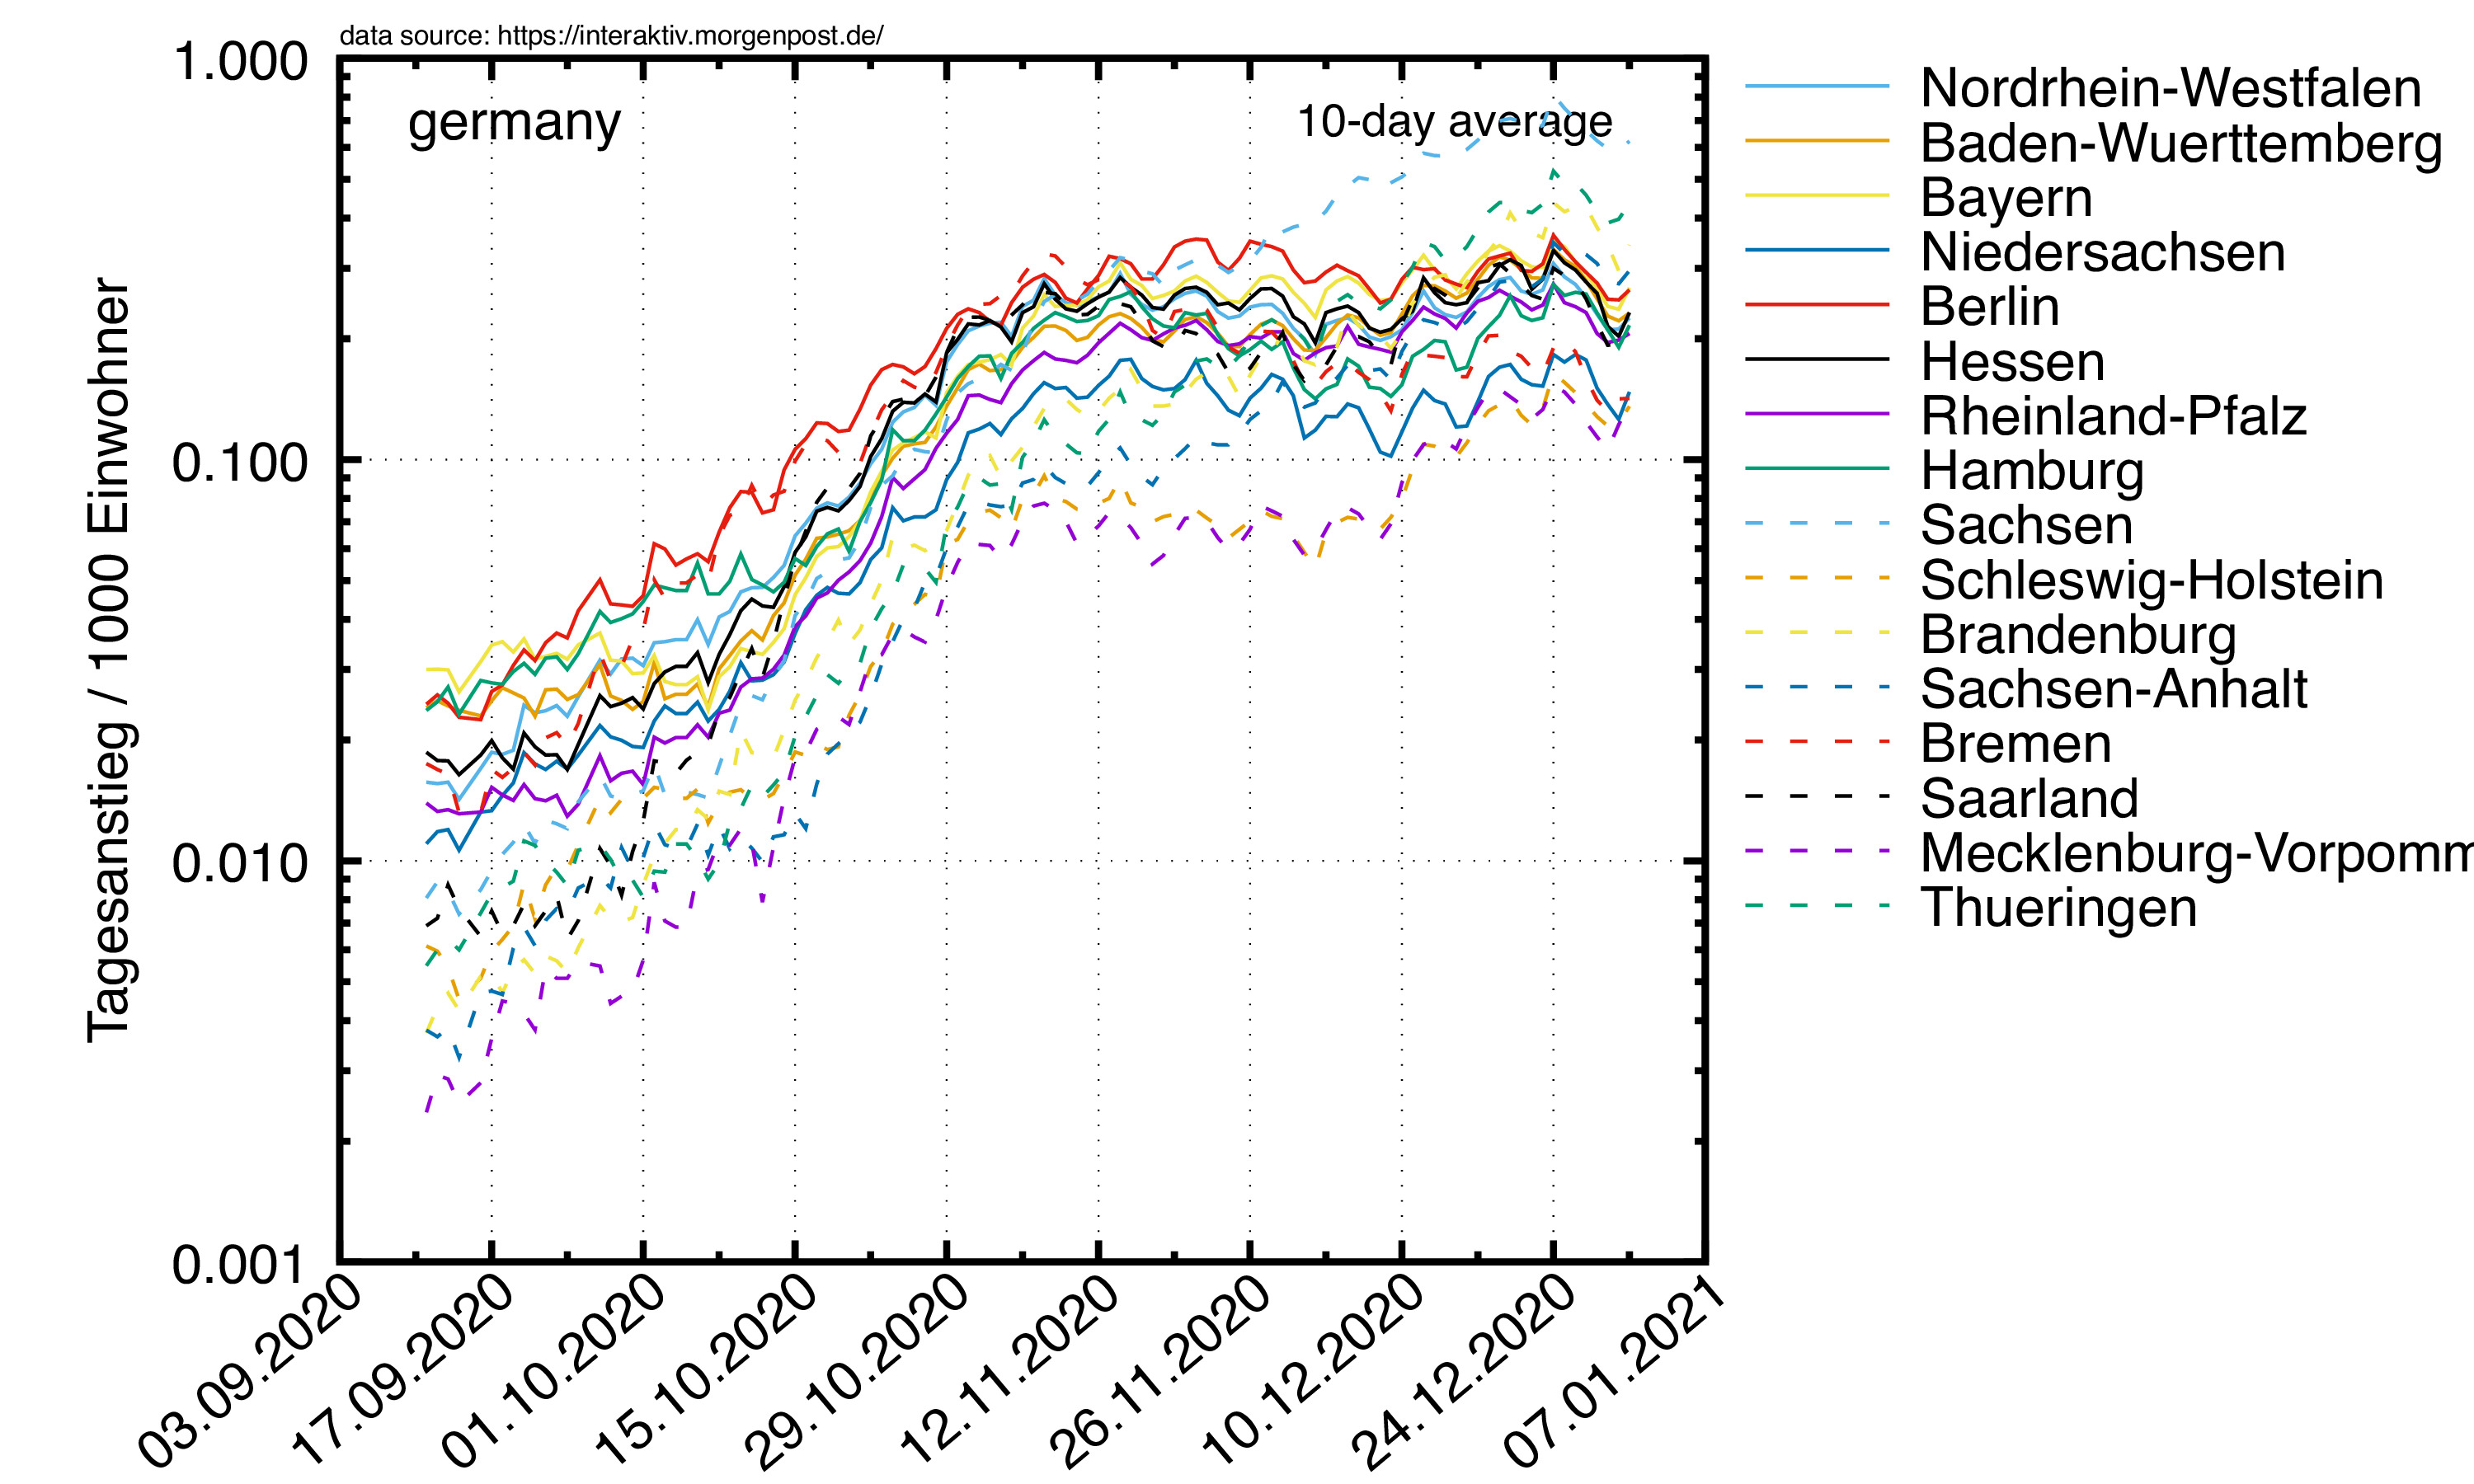 data source: https://interaktiv.morgenpost.de/
1.000
germany
10-day average
0.100
0.010
0.001
Tagesanstieg / 1000 Einwohner
03.09.2020
17.09.2020
01.10.2020
15.10.2020
29.10.2020
12.11.2020
26.11.2020
10.12.2020
24.12.2020
07.01.2021
Nordrhein-Westfalen
Baden-Wuerttemberg
Bayern
Niedersachsen
Berlin
Hessen
Rheinland-Pfalz
Hamburg
Sachsen
Schleswig-Holstein
Brandenburg
Sachsen-Anhalt
Bremen
Saarland
Mecklenburg-Vorpomm
Thueringen